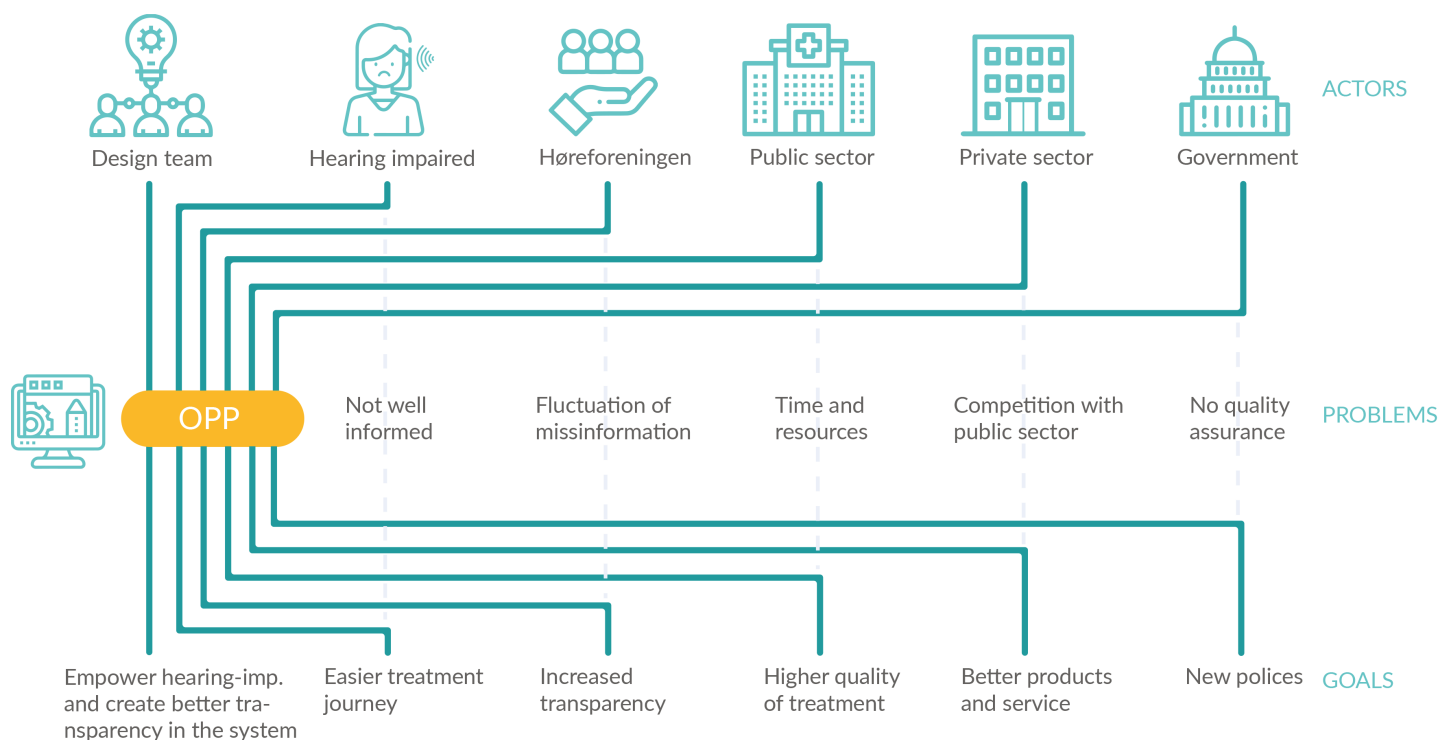 ACTORS
Design team
Hearing impaired
Høreforeningen
Public sector
Private sector
Government
OPP
Not well
informed
Fluctuation of
missinformation
Time and
resources
Competition with
public sector
No quality
assurance
PROBLEMS
Empower hearing-imp.
and create better tra-
nsparency in the system
Easier treatment
journey
Increased
transparency
Higher quality
of treatment
Better products
and service
New polices
GOALS